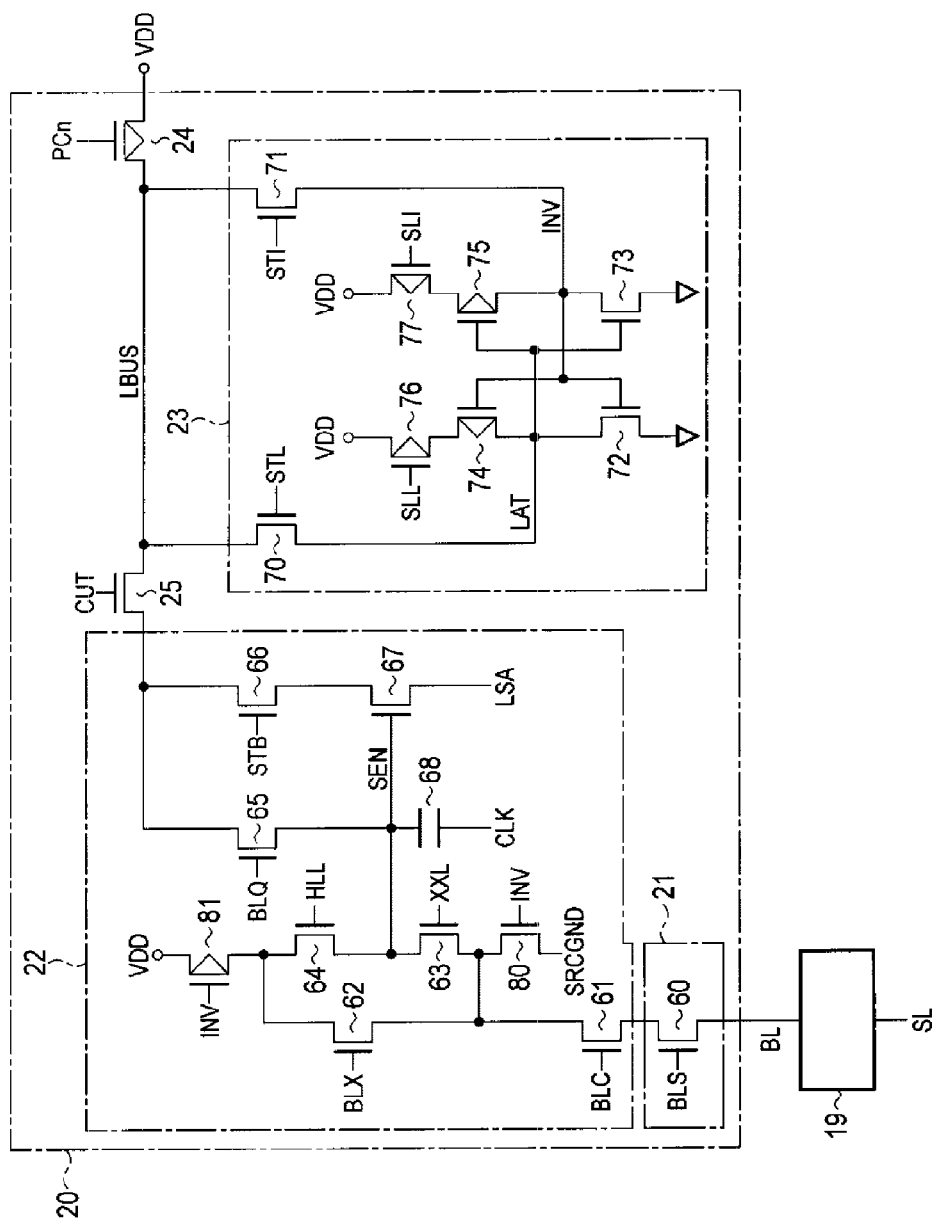 20
22
VDD
INV
81
BLX
62
64
HLL
BLQ
65
STB
66
SEN
67
LSA
68
CLK
63
XXL
80
INV
SRCGND
BLC
61
21
BLS
60
BL
19
SL
CUT
25
LBUS
PCn
24
VDD
23
70
STL
STI
71
VDD
SLL
76
74
LAT
72
VDD
77
SLI
75
INV
73